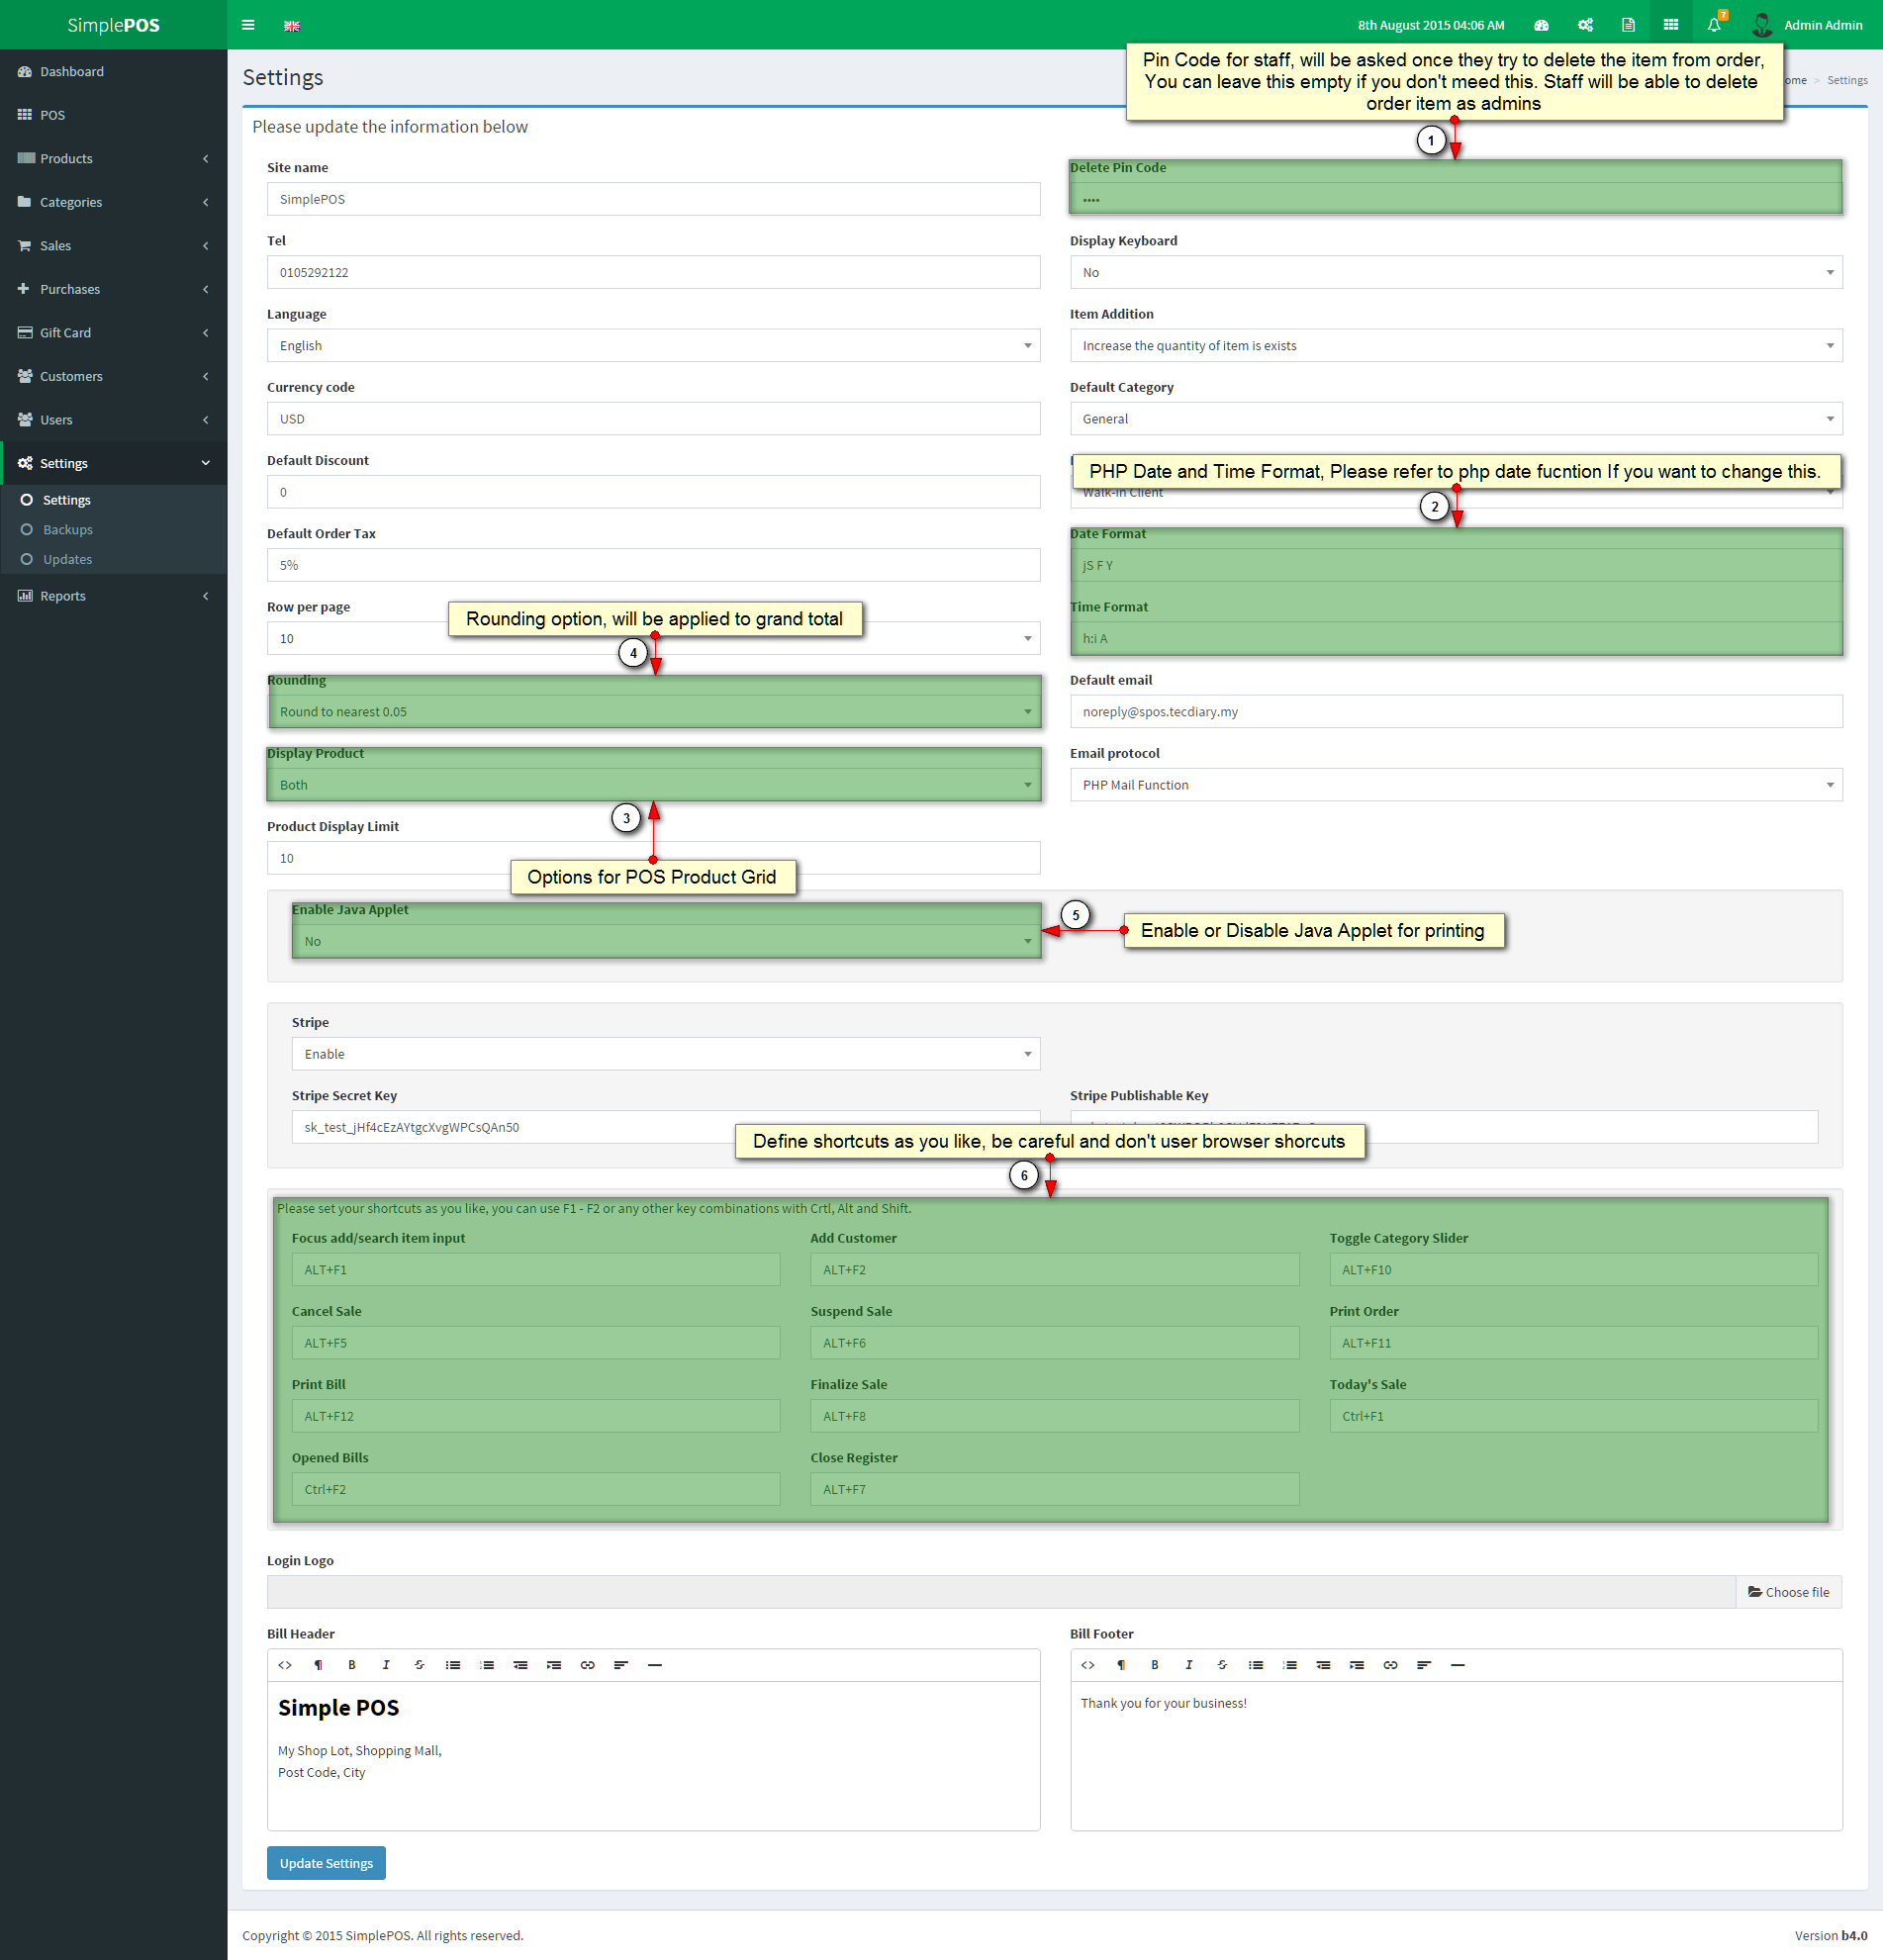 SimplePOS
8th August 2015 04:06 AM
7
Admin Admin
Dashboard
POS
Products
Categories
Sales
Purchases
Gift Card
Customers
Users
Settings
Settings
Backups
Updates
Reports
Settings
ome > Settings
Pin Code for staff, will be asked once they try to delete the item from order,
You can leave this empty if you don't meed this. Staff will be able to delete
order item as admins
1
Please update the information below
Site name
SimplePOS
Delete Pin Code
••••
Tel
0105292122
Display Keyboard
No
Language
English
Item Addition
Increase the quantity of item is exists
Currency code
USD
Default Category
General
Default Discount
0
PHP Date and Time Format, Please refer to php date fucntion If you want to change this.
Walk-in Client
2
Default Order Tax
5%
Date Format
jS F Y
Row per page
10
Time Format
h:i A
Rounding option, will be applied to grand total
4
Rounding
Round to nearest 0.05
Default email
noreply@spos.tecdiary.my
Display Product
Both
Email protocol
PHP Mail Function
3
Product Display Limit
10
Options for POS Product Grid
Enable Java Applet
No
5
Enable or Disable Java Applet for printing
Stripe
Enable
Stripe Secret Key
sk_test_jHf4cEzAYtgcXvgWPCsQAn50
Stripe Publishable Key
Define shortcuts as you like, be careful and don't user browser shorcuts
6
Please set your shortcuts as you like, you can use F1 - F2 or any other key combinations with Crtl, Alt and Shift.
Focus add/search item input
ALT+F1
Add Customer
ALT+F2
Toggle Category Slider
ALT+F10
Cancel Sale
ALT+F5
Suspend Sale
ALT+F6
Print Order
ALT+F11
Print Bill
ALT+F12
Finalize Sale
ALT+F8
Today's Sale
Ctrl+F1
Opened Bills
Ctrl+F2
Close Register
ALT+F7
Login Logo
Choose file
Bill Header
Simple POS
My Shop Lot, Shopping Mall,
Post Code, City
Bill Footer
Thank you for your business!
Update Settings
Copyright © 2015 SimplePOS. All rights reserved.
Version b4.0